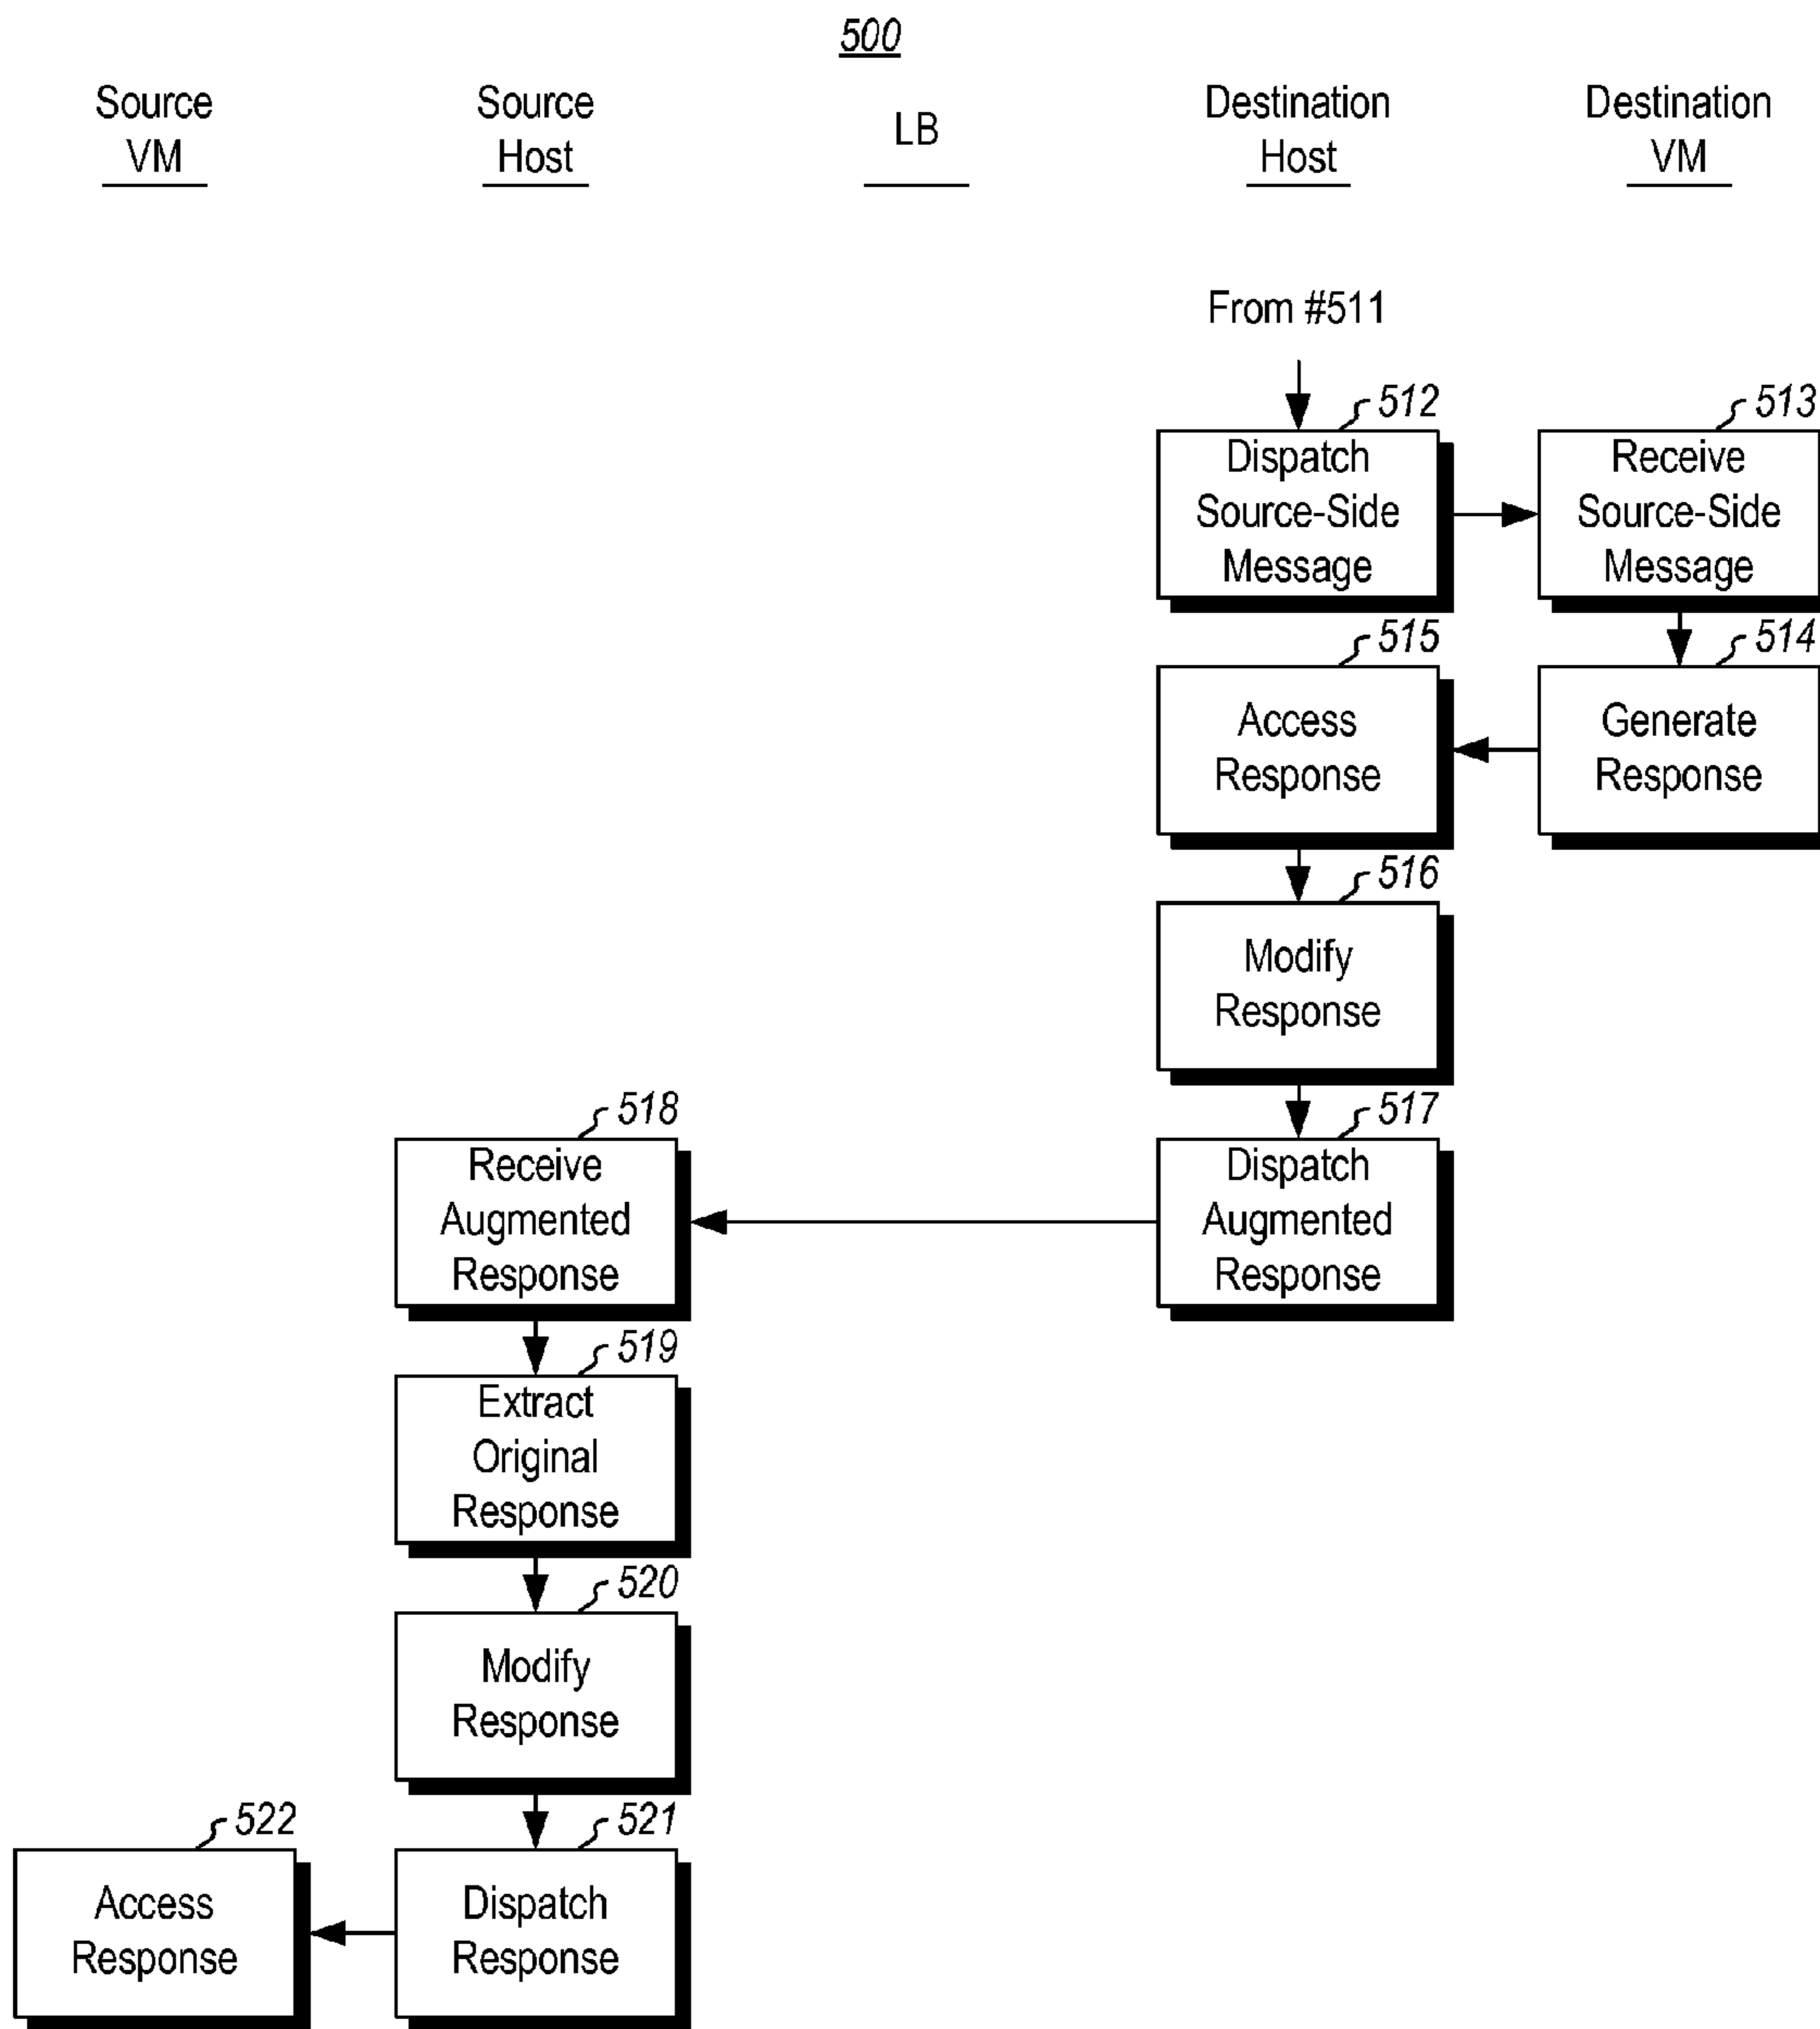 500
Source
VM
Source
Host
LB
Destination
Host
Destination
VM
From #511
512
Dispatch
Source-Side
Message
513
Receive
Source-Side
Message
514
Generate
Response
515
Access
Response
516
Modify
Response
517
Dispatch
Augmented
Response
518
Receive
Augmented
Response
519
Extract
Original
Response
520
Modify
Response
521
Dispatch
Response
522
Access
Response